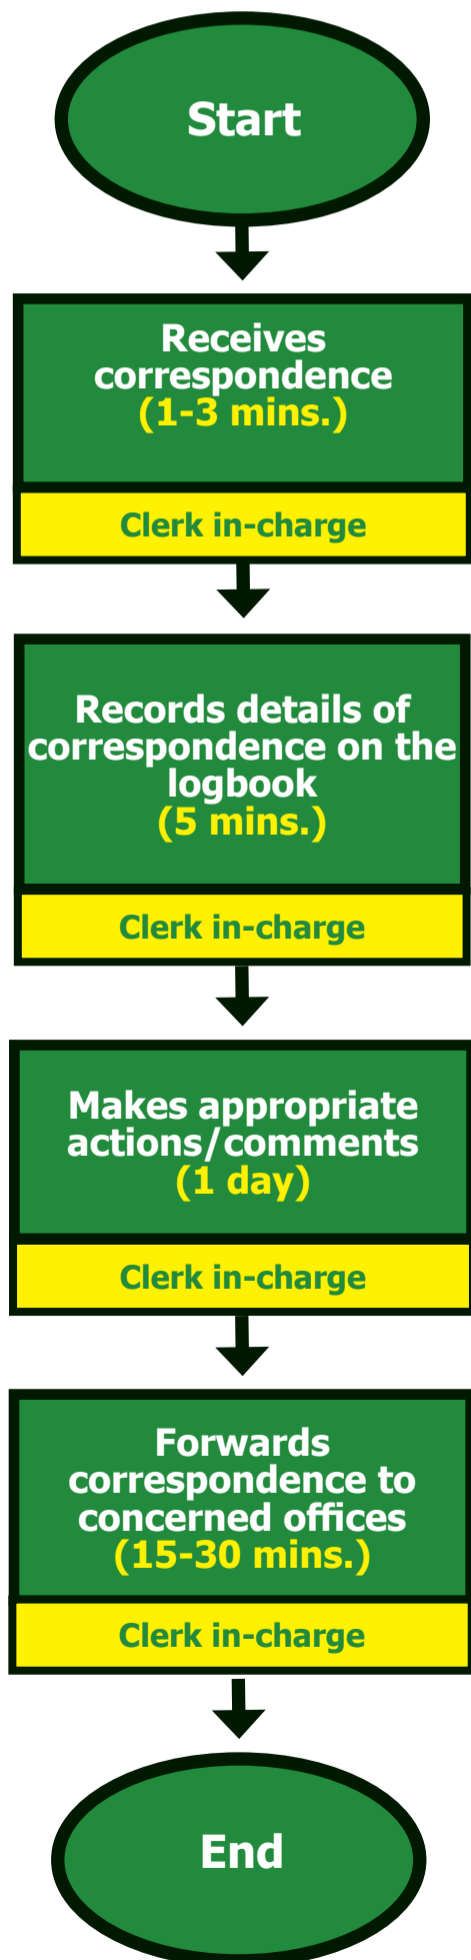 Start
Receives
correspondence
(1-3 mins.)
Clerk in-charge
Records details of
correspondence on the
logbook
(5 mins.)
Clerk in-charge
Makes appropriate
actions/comments
(1 day)
Clerk in-charge
Forwards
correspondence to
concerned offices
(15-30 mins.)
Clerk in-charge
End